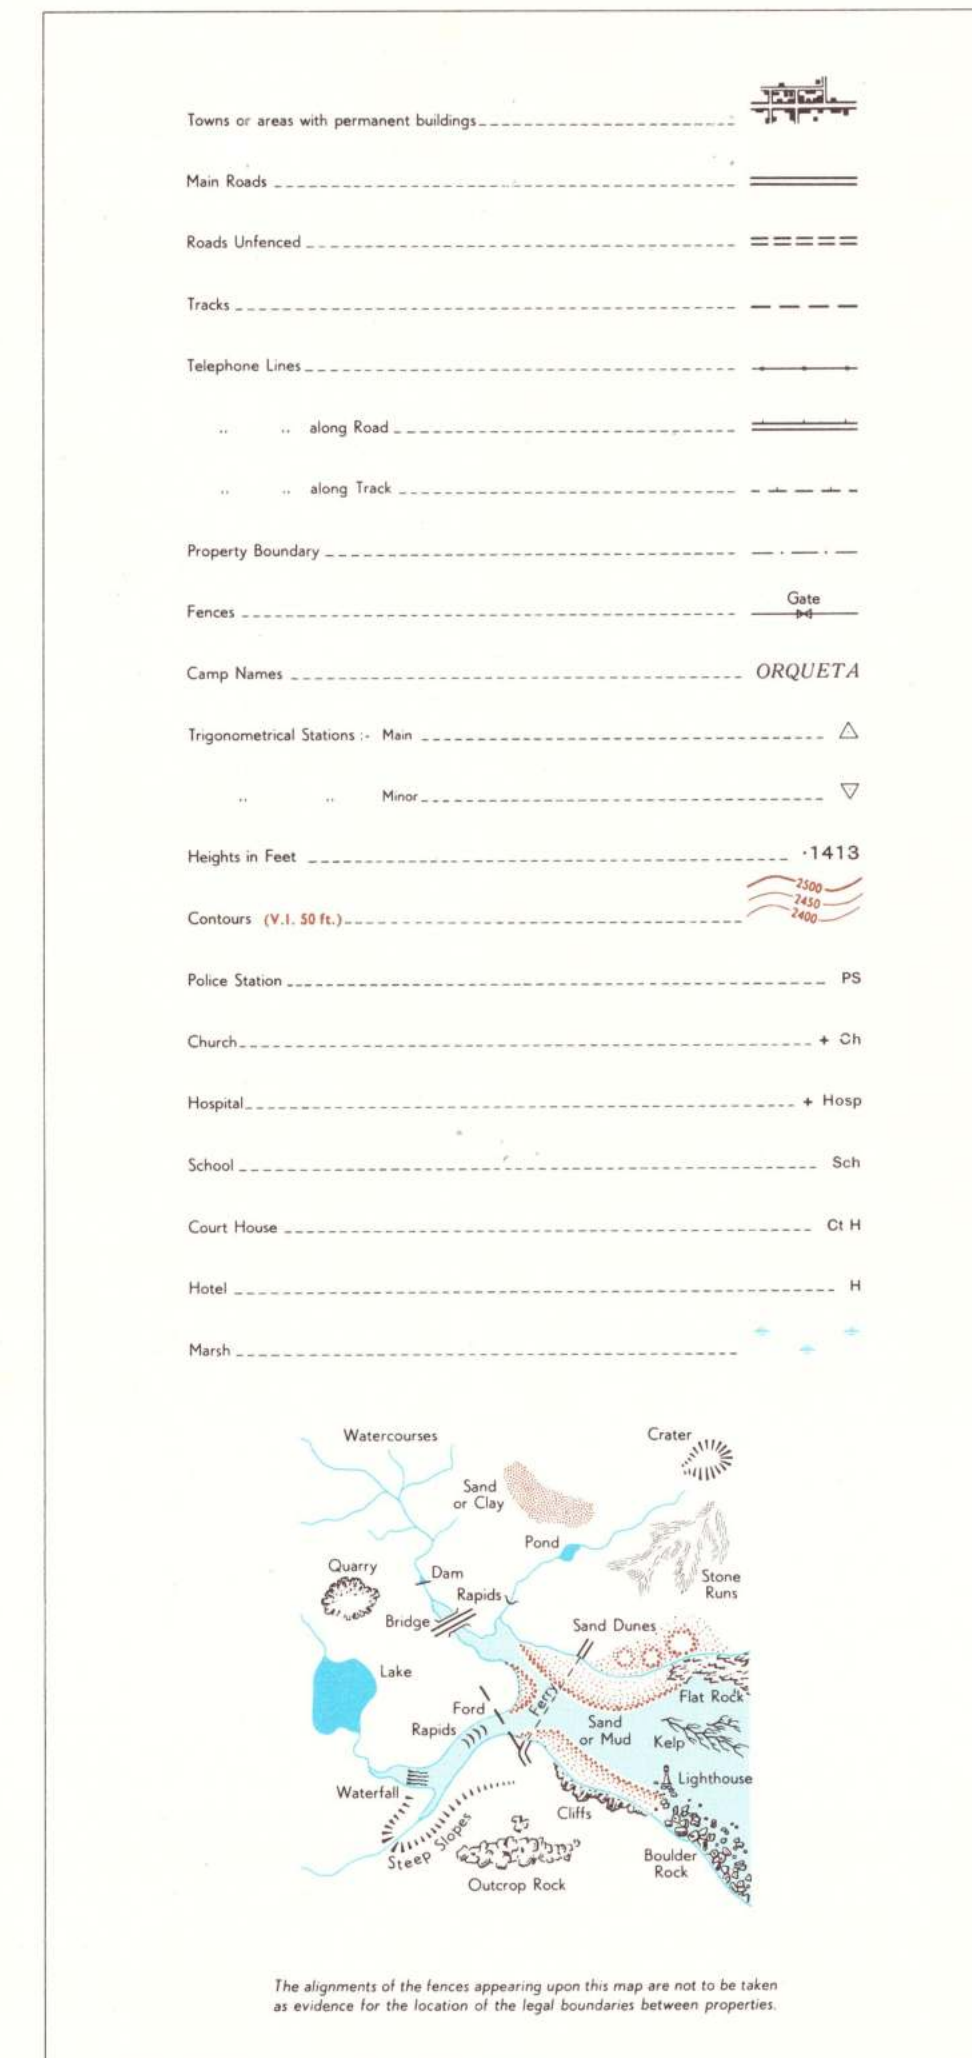 Towns or areas with permanent buildings
Main Roads
Roads Unfenced
Tracks
Telephone Lines
„ „ along Road
„ „ along Track
Property Boundary
Gate
Fences
Camp Names ORQUETA
Trigonometrical Stations :- Main
„ „ Minor
Heights in Feet ·1413
2500
2450
2400
Contours (V.I. 50 ft.)
Police Station PS
Church + Ch
Hospital + Hosp
School Sch
Court House Ct H
Hotel H
Marsh
Watercourses
Crater
Sand
or Clay
Pond
Quarry
Dam
Stone
Runs
Rapids
Bridge
Sand Dunes
Lake
Flat Rock
Ferry
Ford
Rapids
Sand
or Mud
Kelp
Lighthouse
Waterfall
Cliffs
Steep Slopes
Boulder
Rock
Outcrop Rock
The alignments of the fences appearing upon this map are not to be taken
as evidence for the location of the legal boundaries between properties.